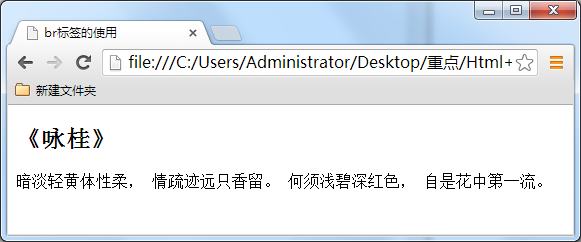 br标签的使用
file:///C:/Users/Administrator/Desktop/重点/Html+
新建文件夹
《咏桂》
暗淡轻黄体性柔， 情疏迹远只香留。 何须浅碧深红色， 自是花中第一流。